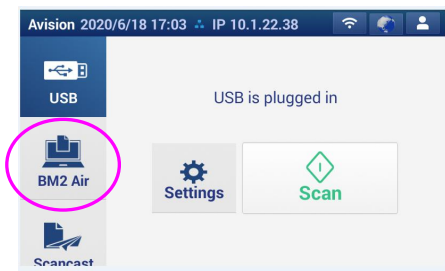 Avision 2020/6/18 17:03 IP 10.1.22.38
USB
USB is plugged in
BM2 Air
Settings
Scan
Scancast